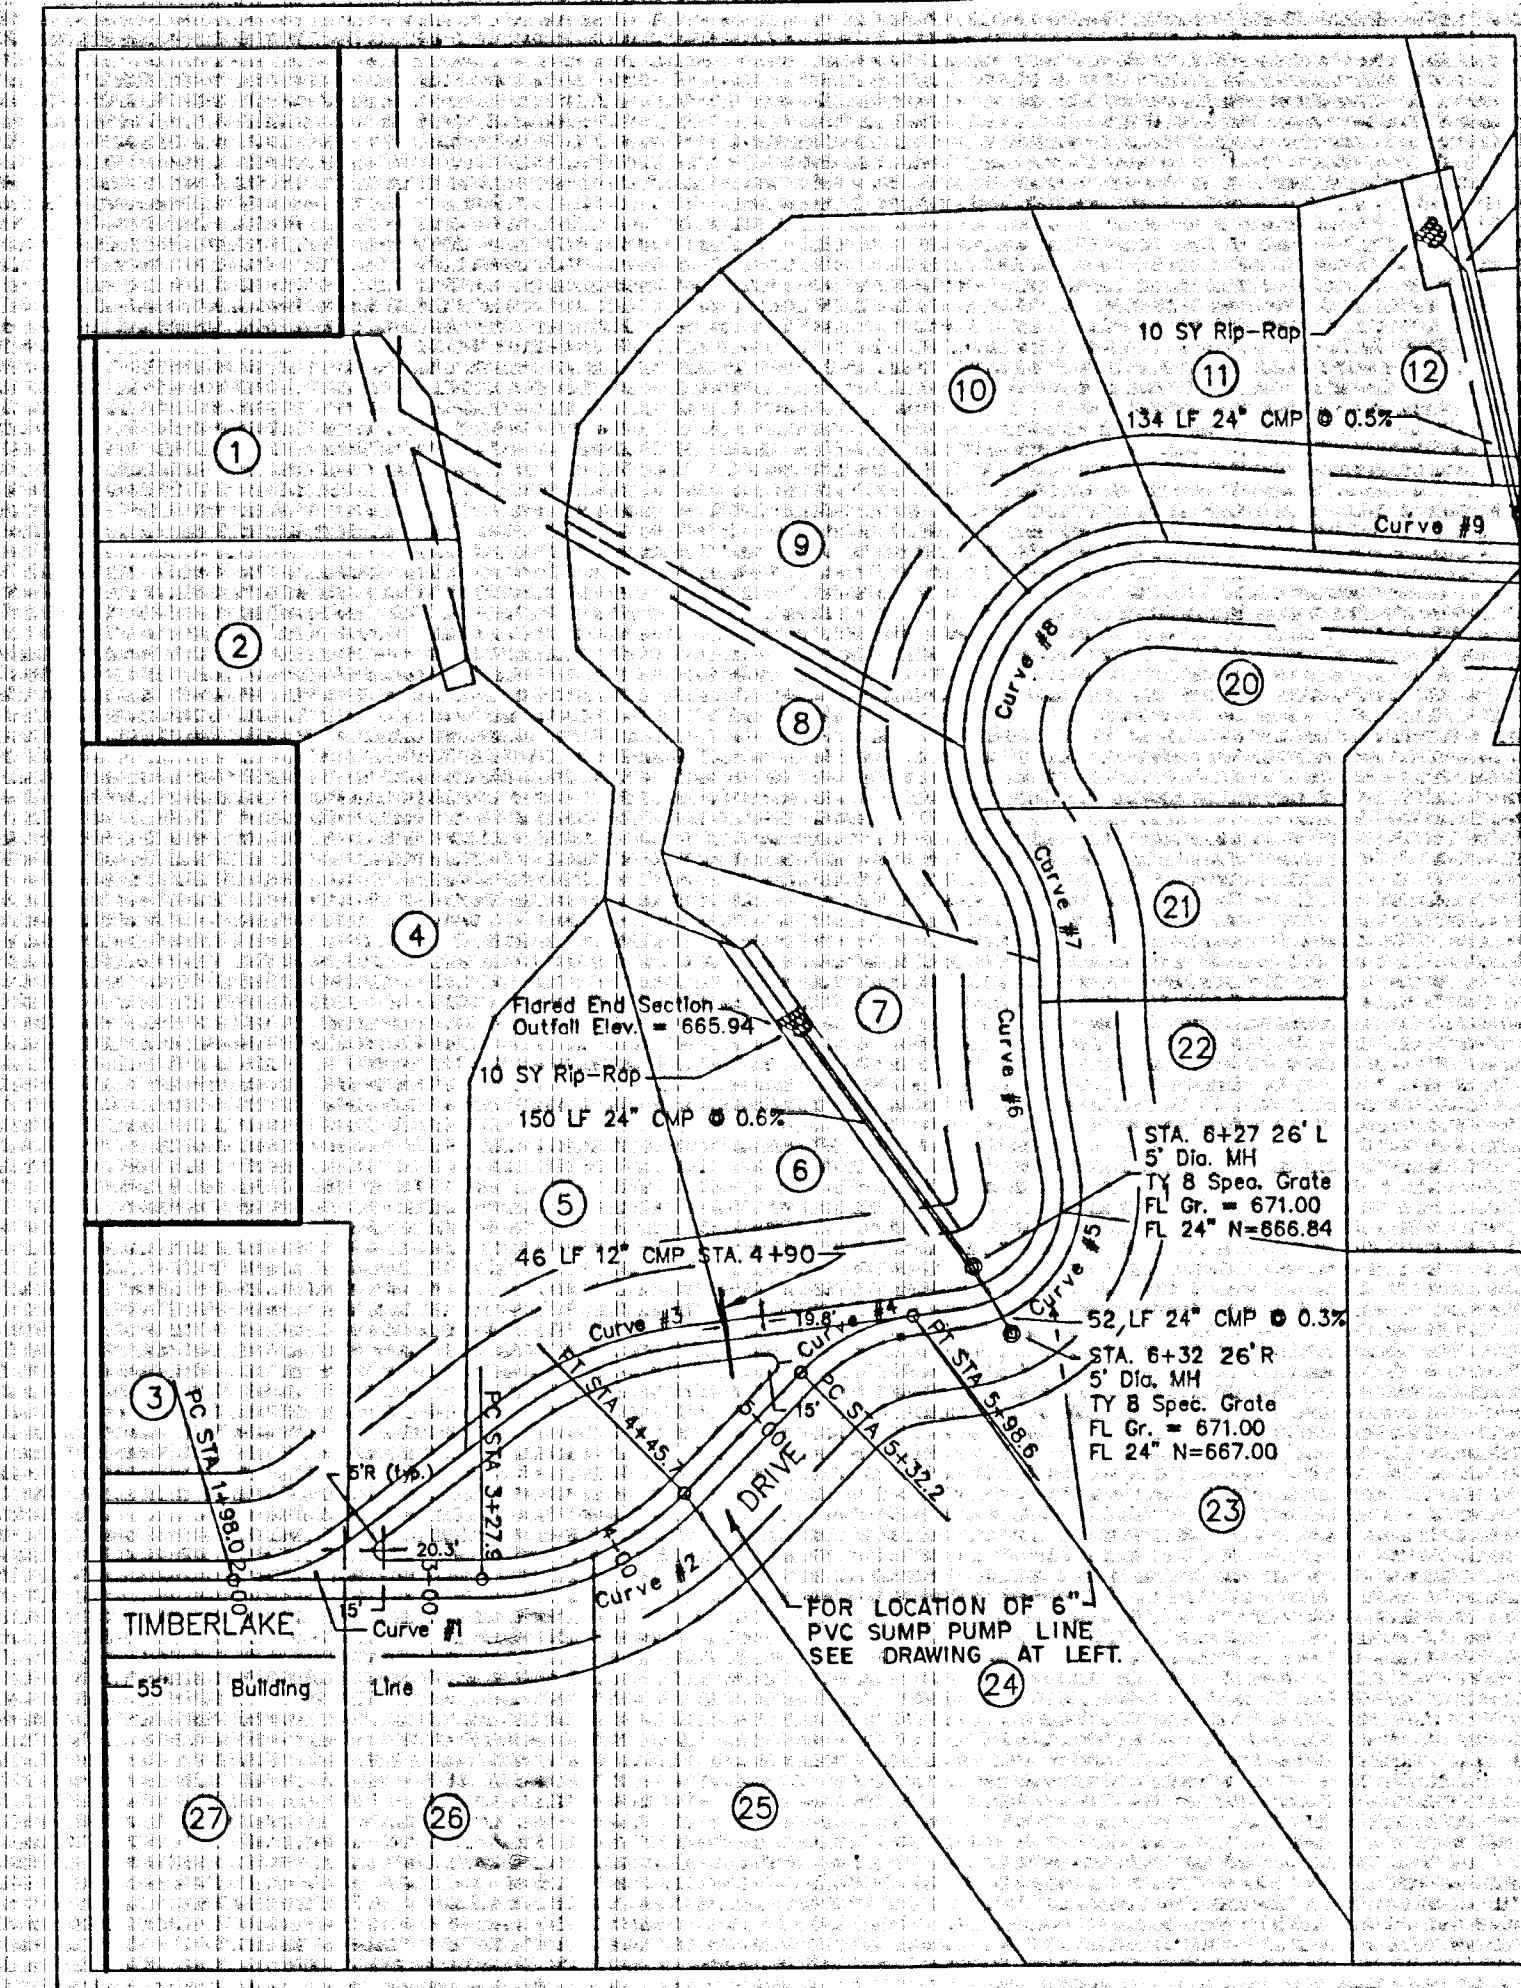 10 SY Rip-Rap
10
11
12
134 LF 24" CMP @ 0.5%
1
Curve #9
9
2
Curve #8
20
8
Curve #7
21
4
Flared End Section
Outfall Elev. = 665.94
7
Curve #6
22
10 SY Rip-Rap
150 LF 24" CMP @ 0.6%
6
5
STA. 6+27 26' L
5' Dia. MH
TY 8 Spec. Grate
FL Gr. = 671.00
FL 24" N=666.84
46 LF 12" CMP STA. 4+90
Curve #5
Curve #3
19.8'
Curve #4
52 LF 24" CMP @ 0.3%
STA. 6+32 26' R
5' Dia. MH
TY 8 Spec. Grate
FL Gr. = 671.00
FL 24" N=667.00
3
PC STA 1+98.0
PC STA 3+27.9
PT STA 4+45.7
PC STA 5+32.2
PT STA 5+98.6
15'
5+00
DRIVE
5'R (typ.)
23
20.3'
2+00
3+00
4+00
Curve #2
TIMBERLAKE
15'
Curve #1
FOR LOCATION OF 6"
PVC SUMP PUMP LINE
SEE DRAWING AT LEFT.
24
55' Building Line
27
26
25